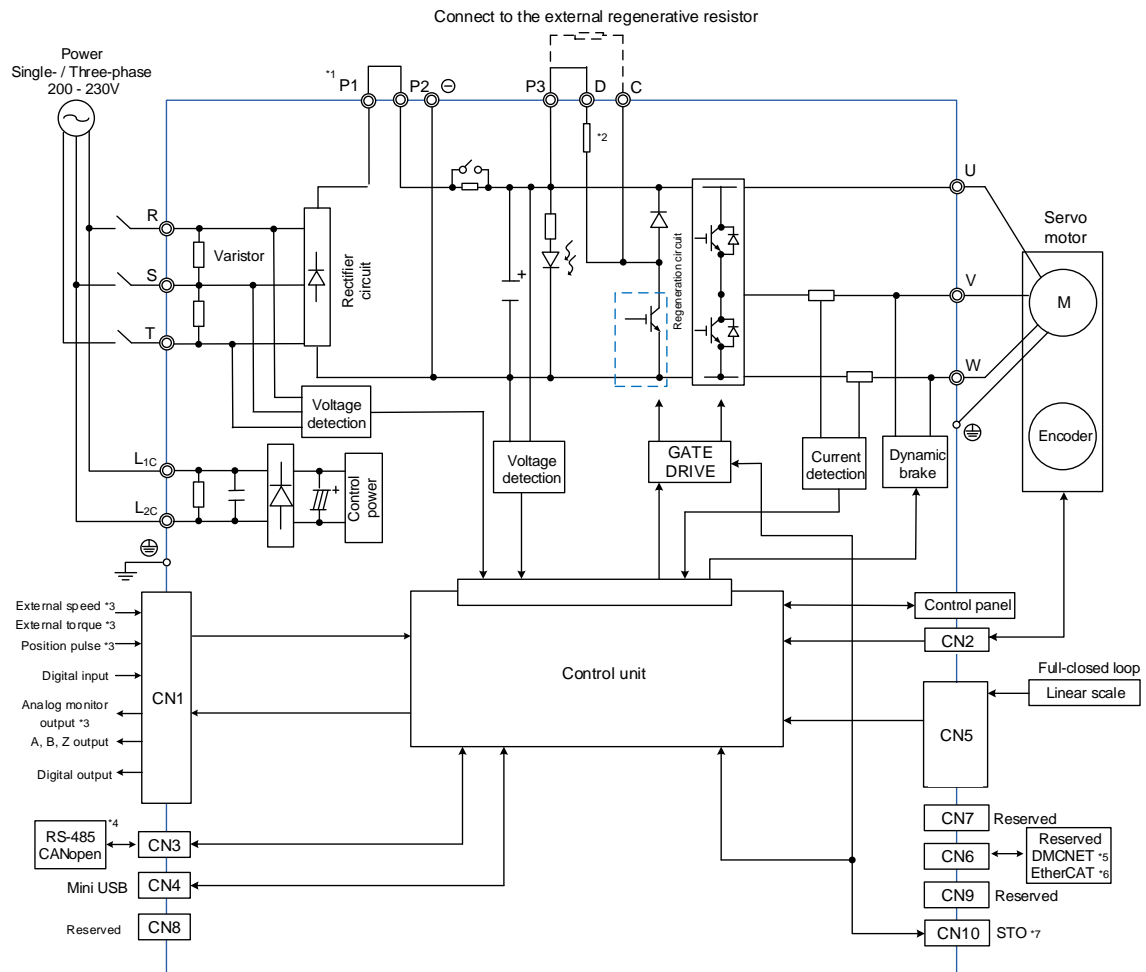 Connect to the external regenerative resistor
Power
Single- / Three-phase
200 - 230V
*1
P1
P2
⊖
P3
D
C
*2
R
S
T
Varistor
Rectifier
circuit
Regeneration circuit
U
V
W
Servo
motor
M
Encoder
Voltage
detection
L1C
L2C
Control
power
Voltage
detection
GATE
DRIVE
Current
detection
Dynamic
brake
Control unit
External speed *3
External torque *3
Position pulse *3
Digital input
Analog monitor
output *3
A, B, Z output
Digital output
CN1
RS-485
CANopen
*4
CN3
Mini USB
CN4
Reserved
CN8
Control panel
CN2
Full-closed loop
Linear scale
CN5
CN7
Reserved
CN6
Reserved
DMCNET *5
EtherCAT *6
CN9
Reserved
CN10
STO *7